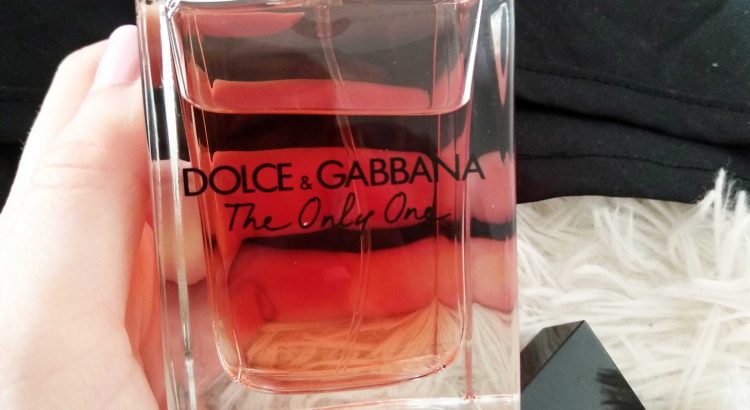 DOLCE & GABBANA
The Only One